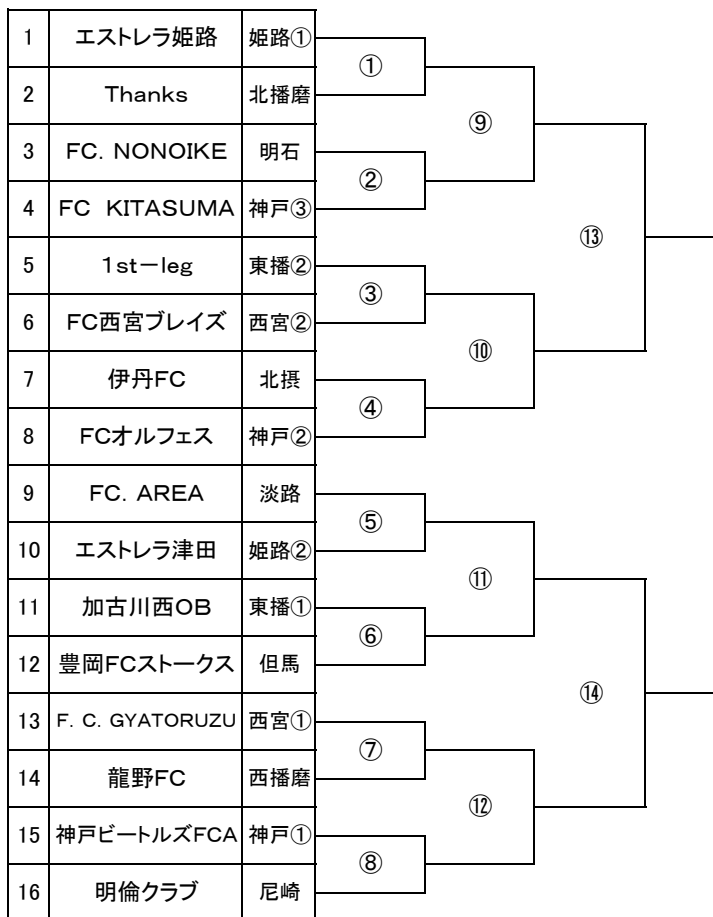 1 エストレラ姫路 姫路①
①
2 Thanks 北播磨
⑨
3 FC. NONOIKE 明石
②
4 FC KITASUMA 神戸③
⑬
5 1st－leg 東播②
③
6 FC西宮ブレイズ 西宮②
⑩
7 伊丹FC 北摂
④
8 FCオルフェス 神戸②
9 FC. AREA 淡路
⑤
10 エストレラ津田 姫路②
⑪
11 加古川西OB 東播①
⑥
12 豊岡FCストークス 但馬
⑭
13 F. C. GYATORUZU 西宮①
⑦
14 龍野FC 西播磨
⑫
15 神戸ビートルズFCA 神戸①
⑧
16 明倫クラブ 尼崎